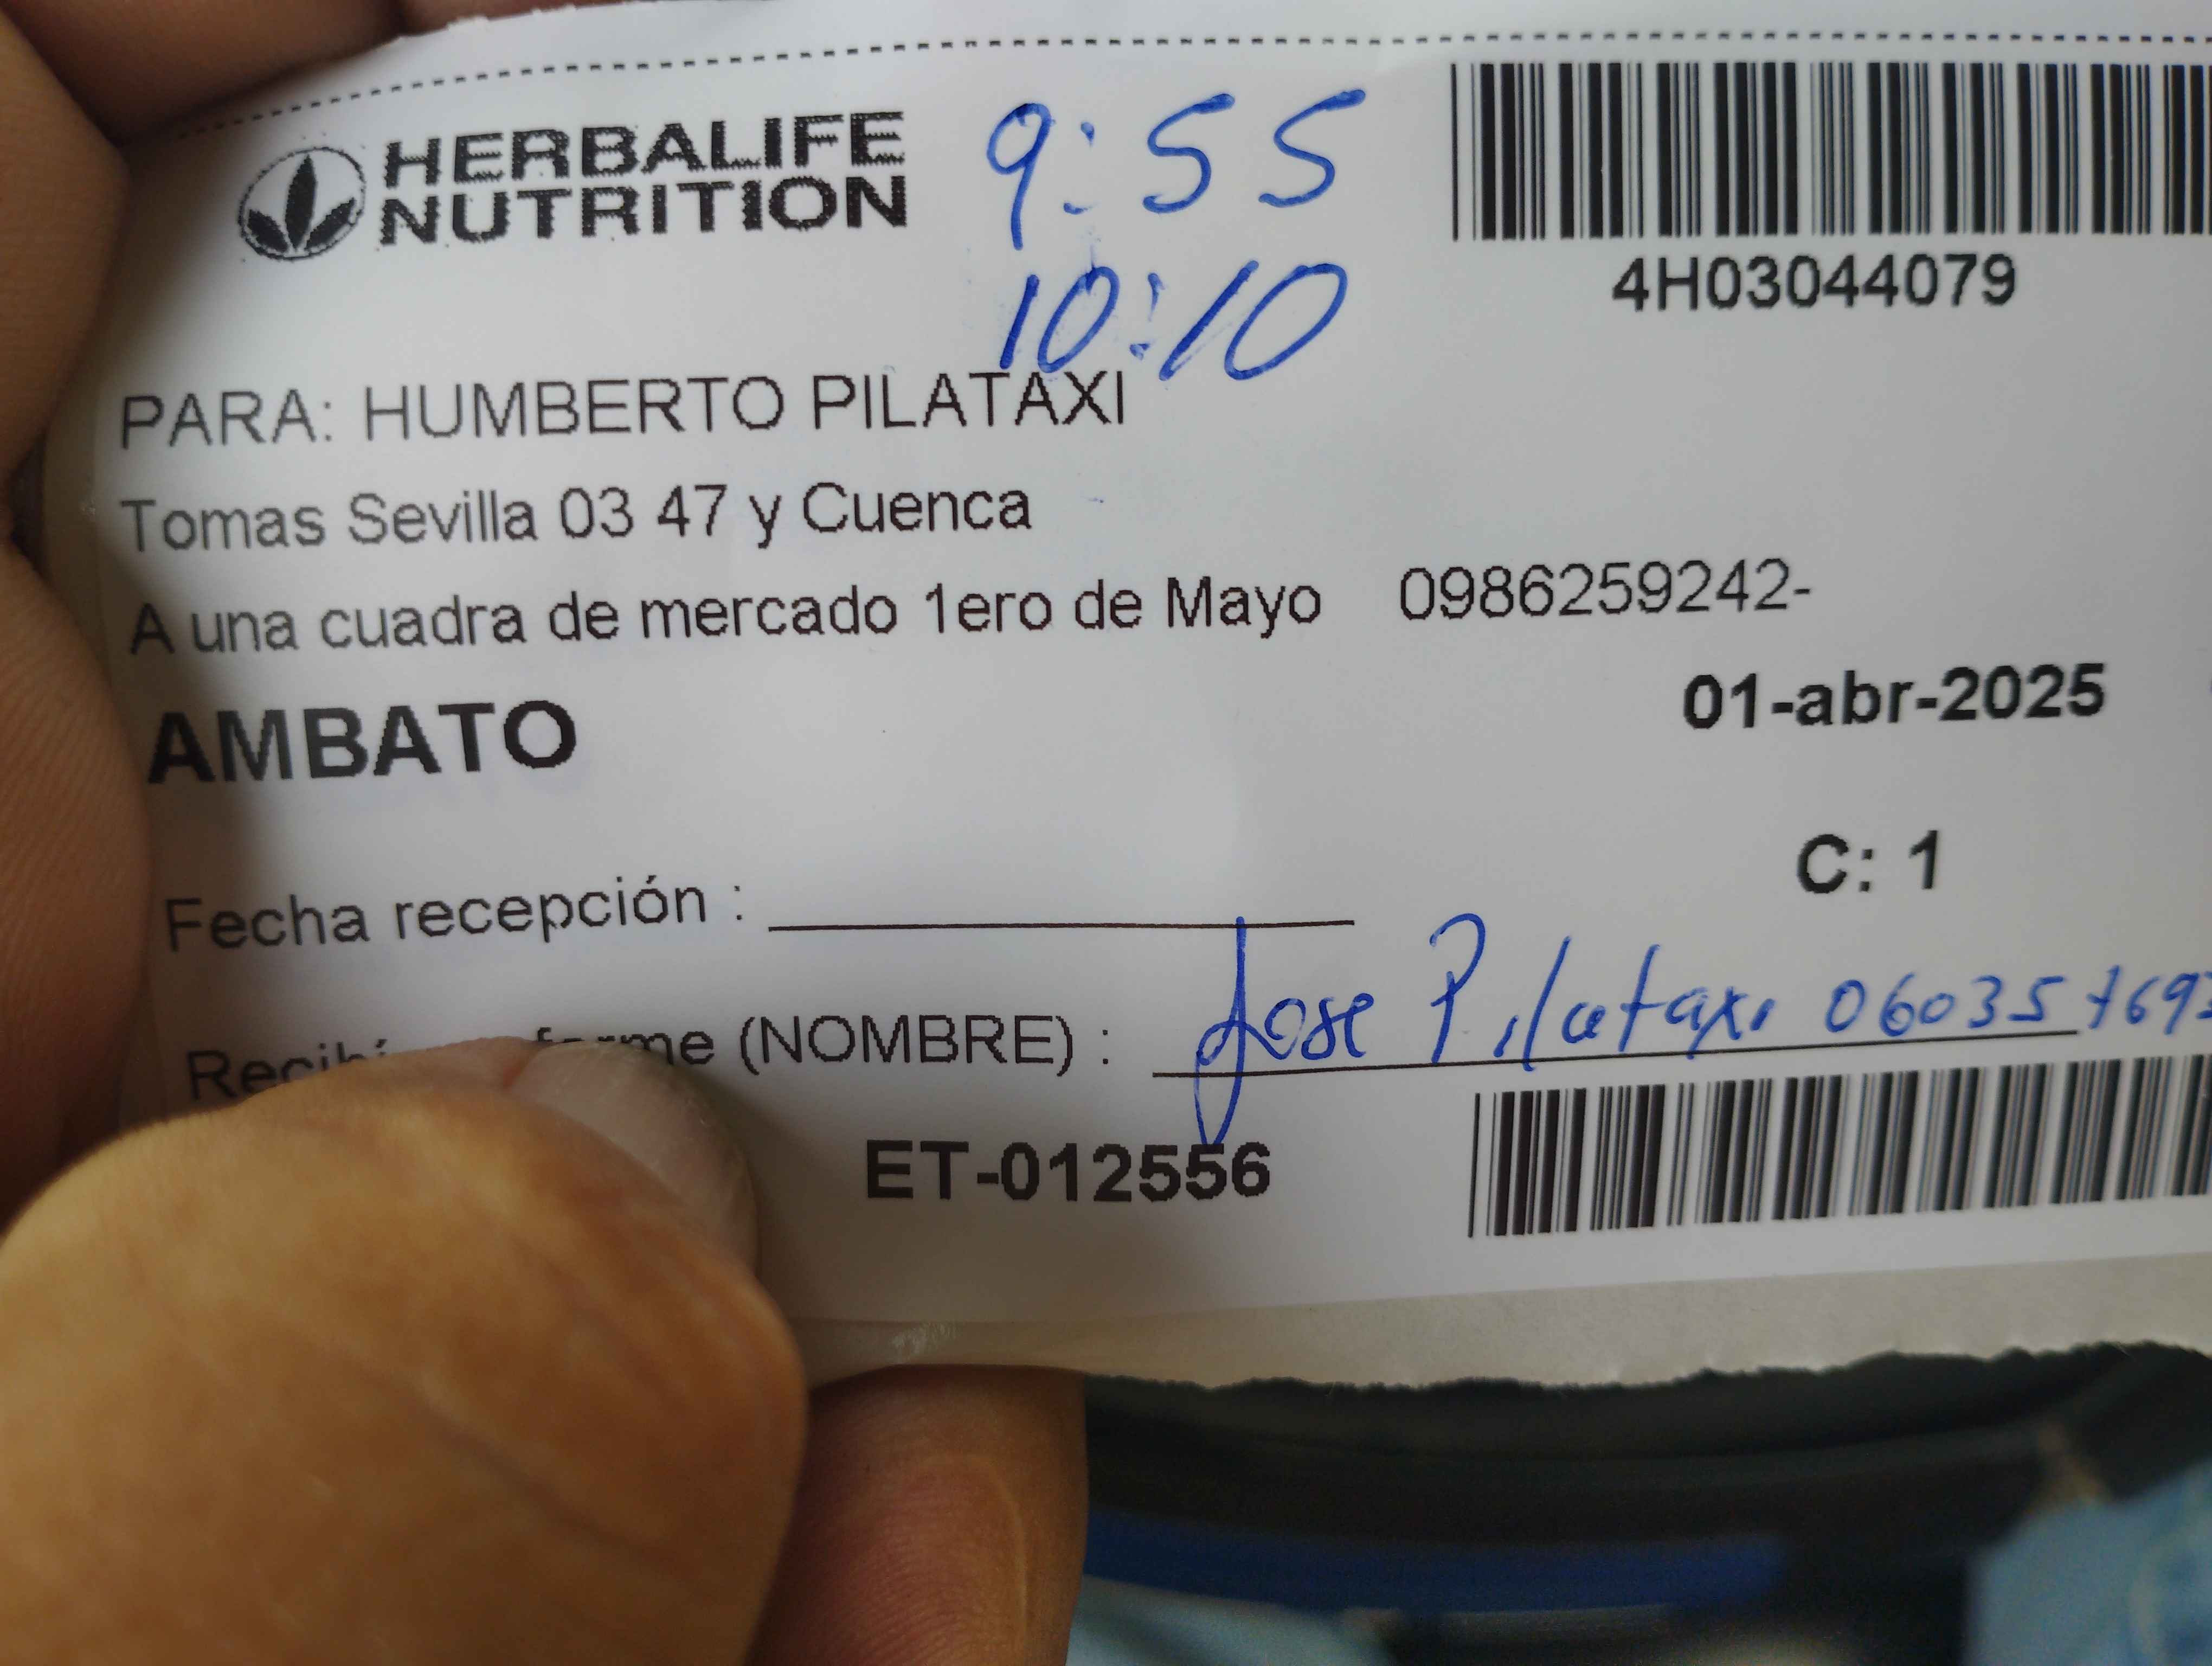 HERBALIFE
NUTRITION
9:55
10:10
4H03044079
PARA: HUMBERTO PILATAXI
Tomas Sevilla 03 47 y Cuenca
A una cuadra de mercado 1ero de Mayo 0986259242-
AMBATO
01-abr-2025
C: 1
Fecha recepción :
(NOMBRE) : Jose Pilataxi
ET-012556